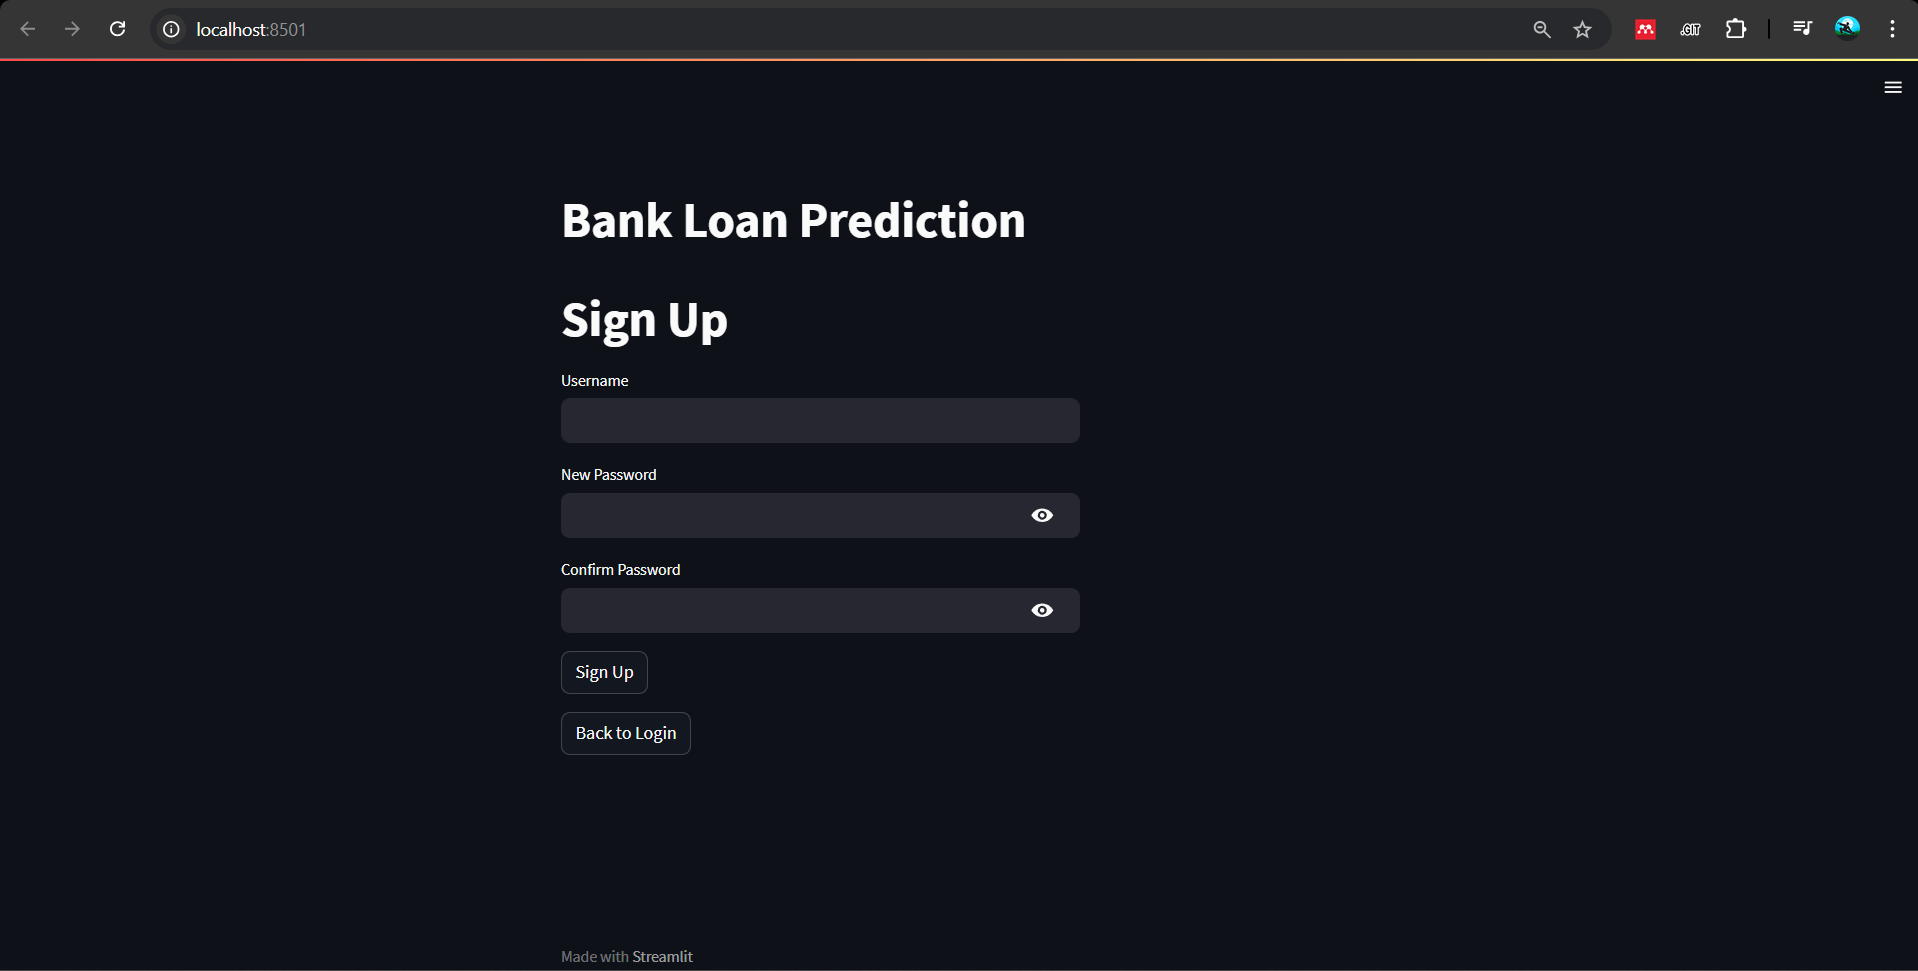 localhost:8501
.GIT
Bank Loan Prediction
Sign Up
Username
New Password
Confirm Password
Sign Up
Back to Login
Made with Streamlit